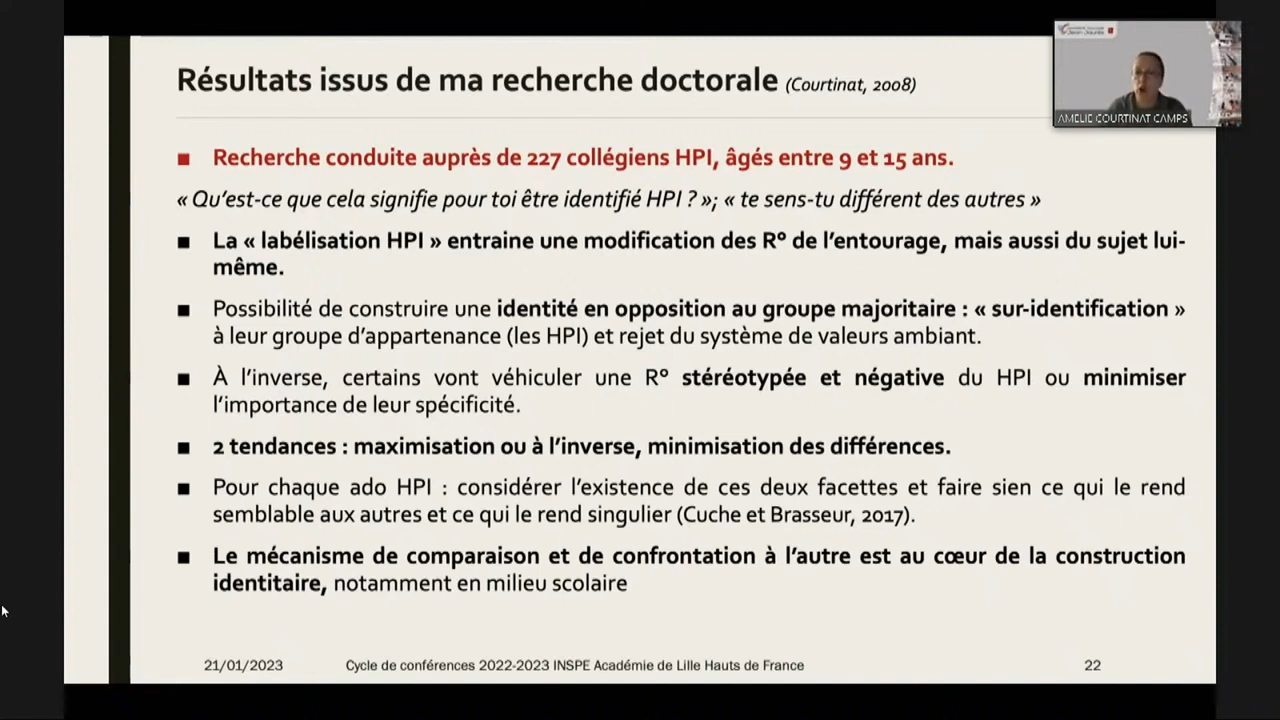 Résultats issus de ma recherche doctorale (Courtinat, 2008)
AMELIE COURTINAT CAMPS
■ Recherche conduite auprès de 227 collégiens HPI, âgés entre 9 et 15 ans.
« Qu’est-ce que cela signifie pour toi être identifié HPI ? »; « te sens-tu différent des autres »
■ La « labélisation HPI » entraine une modification des R° de l’entourage, mais aussi du sujet lui-
même.
■ Possibilité de construire une identité en opposition au groupe majoritaire : « sur-identification »
à leur groupe d’appartenance (les HPI) et rejet du système de valeurs ambiant.
■ À l’inverse, certains vont véhiculer une R° stéréotypée et négative du HPI ou minimiser
l’importance de leur spécificité.
■ 2 tendances : maximisation ou à l’inverse, minimisation des différences.
■ Pour chaque ado HPI : considérer l’existence de ces deux facettes et faire sien ce qui le rend
semblable aux autres et ce qui le rend singulier (Cuche et Brasseur, 2017).
■ Le mécanisme de comparaison et de confrontation à l’autre est au cœur de la construction
identitaire, notamment en milieu scolaire
21/01/2023 Cycle de conférences 2022-2023 INSPE Académie de Lille Hauts de France 22